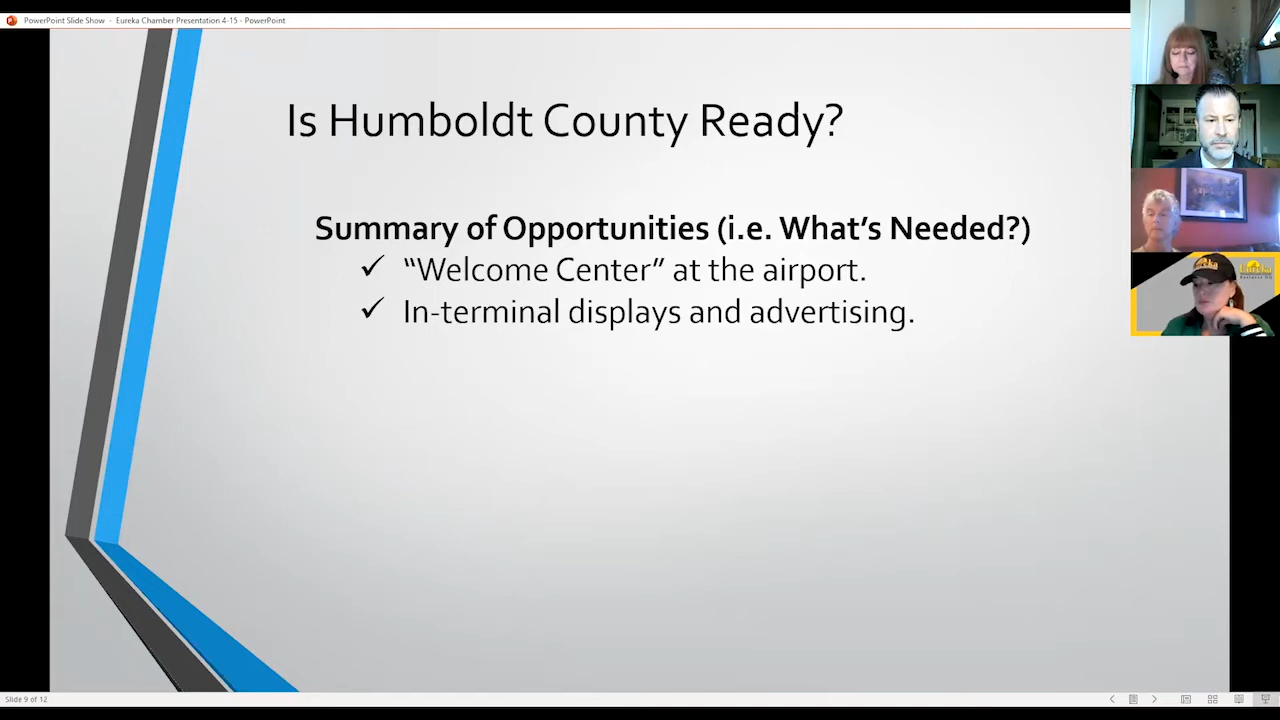 PowerPoint Slide Show - Eureka Chamber Presentation 4-15 - PowerPoint
Is Humboldt County Ready?
Summary of Opportunities (i.e. What's Needed?)
✓ “Welcome Center” at the airport.
✓ In-terminal displays and advertising.
Eureka
Slide 9 of 12